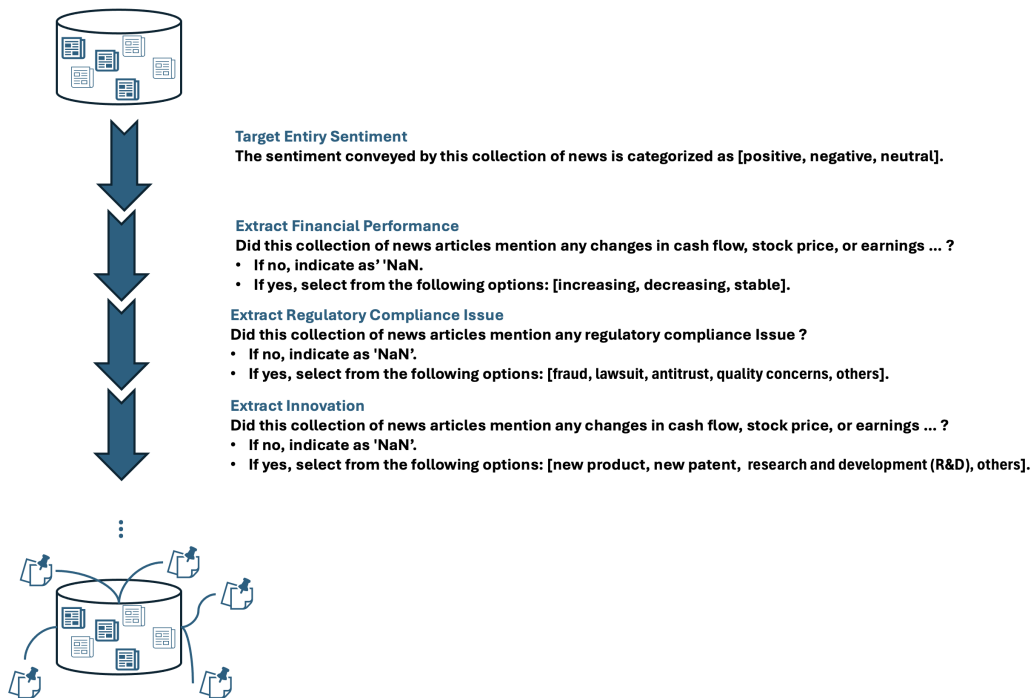 Target Entiry Sentiment
The sentiment conveyed by this collection of news is categorized as [positive, negative, neutral].
Extract Financial Performance
Did this collection of news articles mention any changes in cash flow, stock price, or earnings ... ?
• If no, indicate as’ 'NaN.
• If yes, select from the following options: [increasing, decreasing, stable].
Extract Regulatory Compliance Issue
Did this collection of news articles mention any regulatory compliance Issue ?
• If no, indicate as 'NaN’.
• If yes, select from the following options: [fraud, lawsuit, antitrust, quality concerns, others].
Extract Innovation
Did this collection of news articles mention any changes in cash flow, stock price, or earnings ... ?
• If no, indicate as 'NaN’.
• If yes, select from the following options: [new product, new patent, research and development (R&D), others].